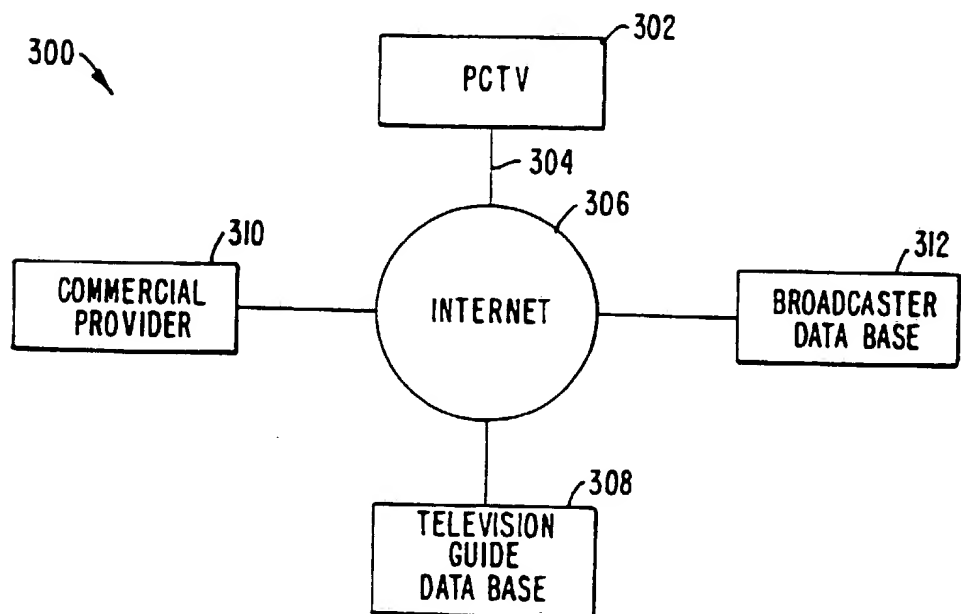 300
302
PCTV
304
306
310
COMMERCIAL
PROVIDER
INTERNET
312
BROADCASTER
DATA BASE
308
TELEVISION
GUIDE
DATA BASE